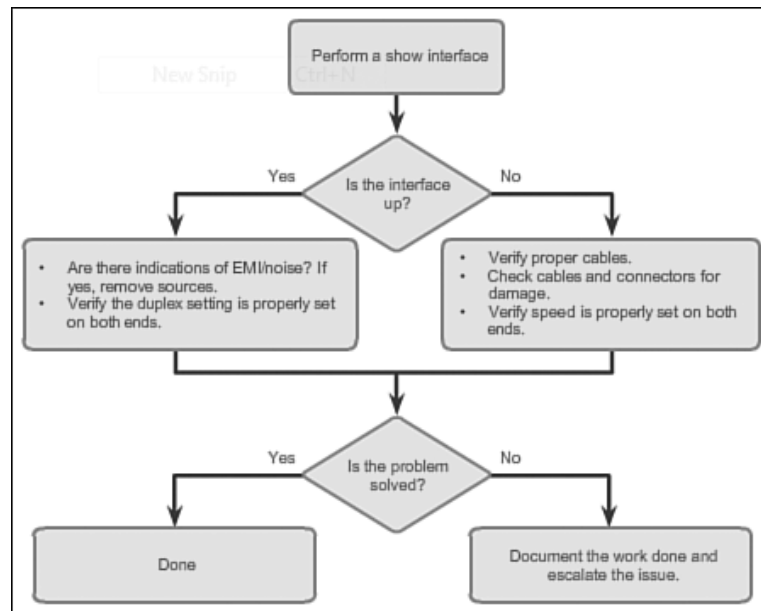 Perform a show interface
New Snip Ctrl+N
Is the interface
up?
Yes
No
• Are there indications of EMI/noise? If
yes, remove sources.
• Verify the duplex setting is properly set
on both ends.
• Verify proper cables.
• Check cables and connectors for
damage.
• Verify speed is properly set on both
ends.
Is the problem
solved?
Yes
No
Done
Document the work done and
escalate the issue.